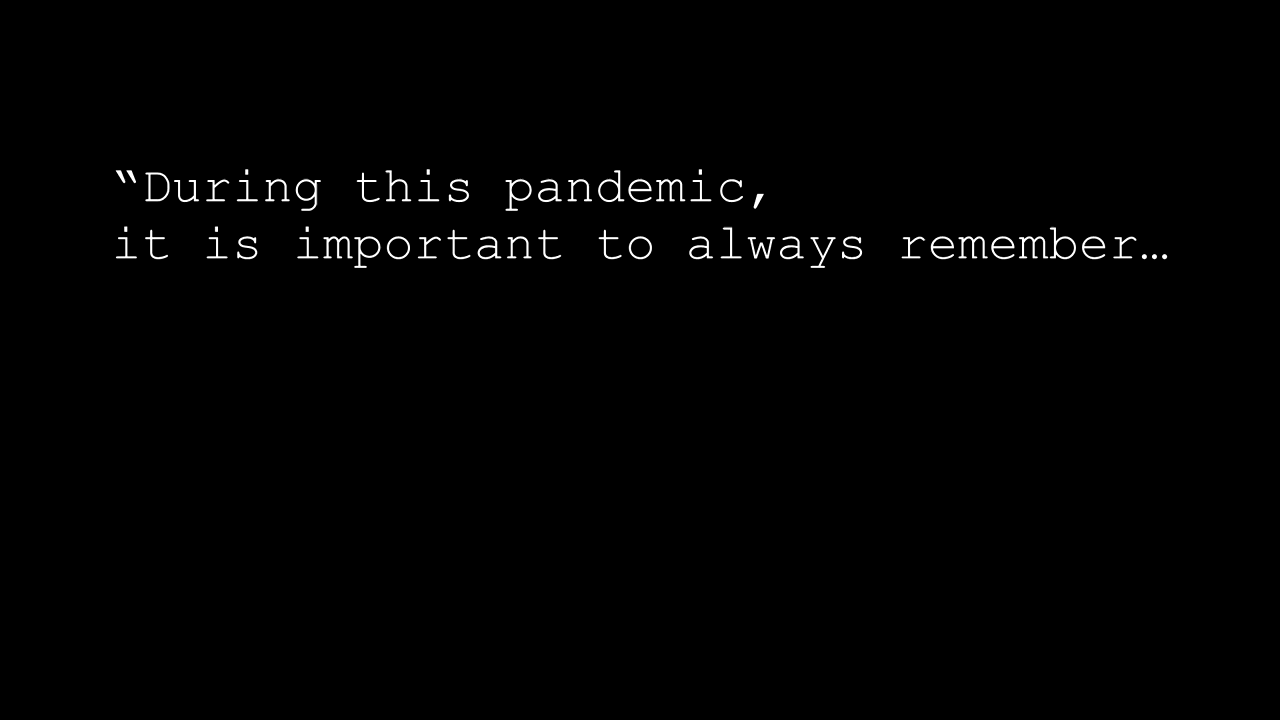 “During this pandemic,
it is important to always remember…